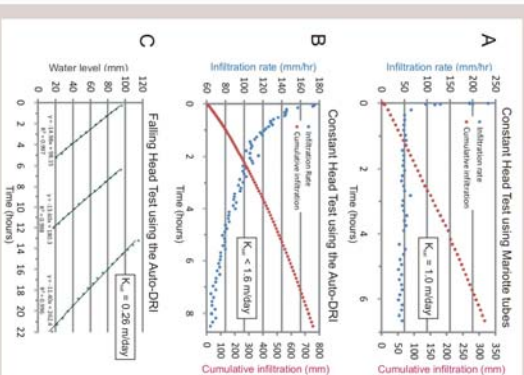 A
Constant Head Test using Mariotte tubes
Infiltration rate (mm/hr)
250
200
150
100
50
0
Infiltration rate
Cumulative infiltration
Ksat = 1.0 m/day
350
300
250
200
150
100
50
0
Cumulative infiltration (mm)
0 2 4 6
Time (hours)
B
Constant Head Test using the Auto-DRI
Infiltration rate (mm/hr)
180
160
140
120
100
80
60
Infiltration Rate
Cumulative infiltration
Ksat < 1.6 m/day
800
700
600
500
400
300
200
100
0
Cumulative infiltration (mm)
0 2 4 6 8
Time (hours)
C
Falling Head Test using the Auto-DRI
Water level (mm)
120
100
80
60
40
20
0
Ksat = 0.26 m/day
0 2 4 6 8 10 12 14 16 18 20 22
Time (hours)